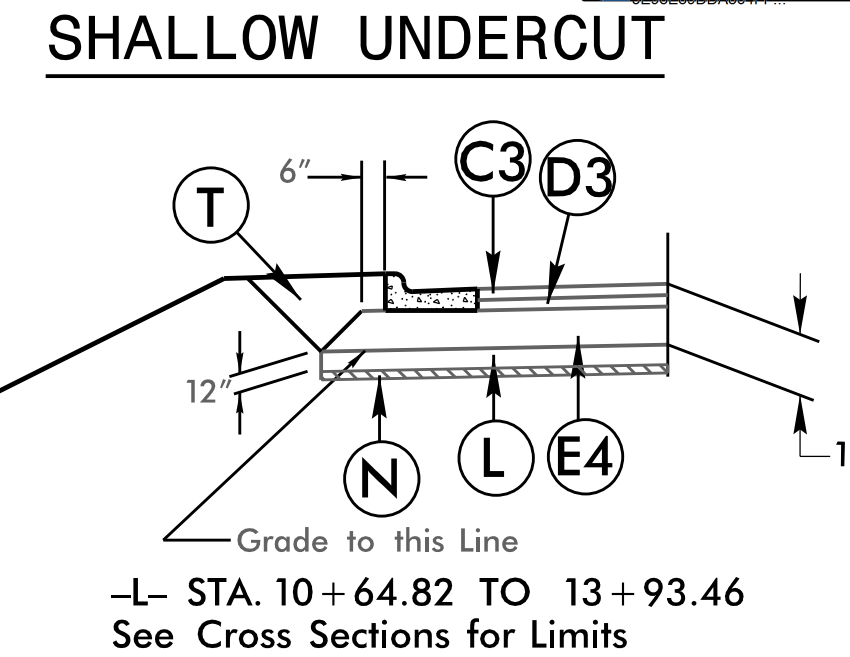 SHALLOW UNDERCUT
6"
C3
D3
T
12"
N
L
E4
1
Grade to this Line
–L– STA. 10+64.82 TO 13+93.46
See Cross Sections for Limits